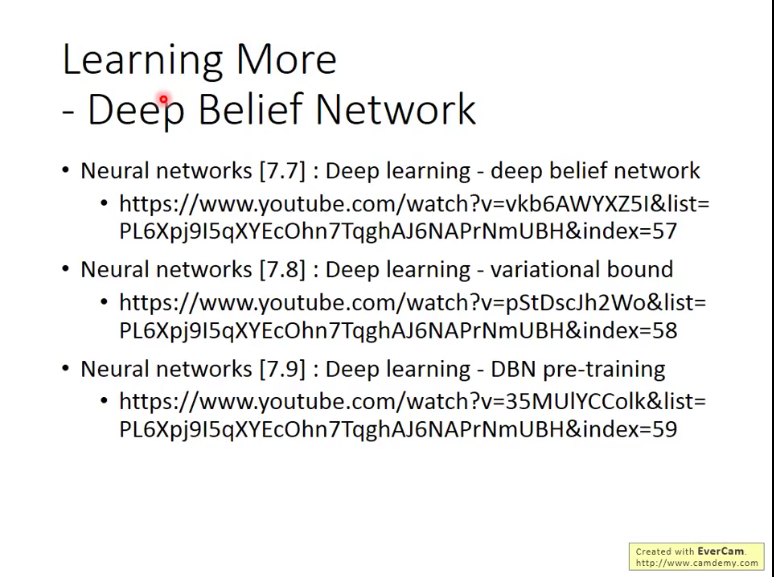 Learning More
- Deep Belief Network
• Neural networks [7.7] : Deep learning - deep belief network
• https://www.youtube.com/watch?v=vkb6AWYXZ5I&list=
PL6Xpj9I5qXYEcOhn7TqghAJ6NAPrNmUBH&index=57
• Neural networks [7.8] : Deep learning - variational bound
• https://www.youtube.com/watch?v=pStDscJh2Wo&list=
PL6Xpj9I5qXYEcOhn7TqghAJ6NAPrNmUBH&index=58
• Neural networks [7.9] : Deep learning - DBN pre-training
• https://www.youtube.com/watch?v=35MUlYCColk&list=
PL6Xpj9I5qXYEcOhn7TqghAJ6NAPrNmUBH&index=59
Created with EverCam.
http://www.camdemy.com